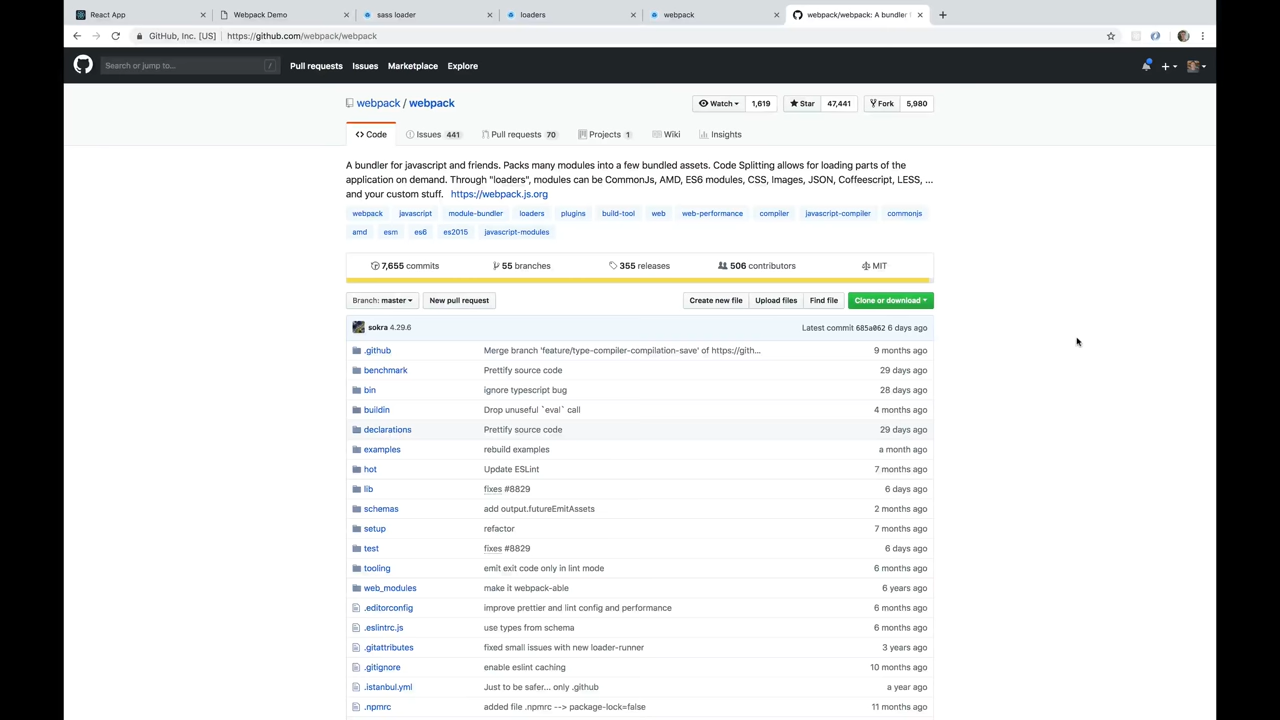 React App
Webpack Demo
sass loader
loaders
webpack
webpack/webpack: A bundler
GitHub, Inc. [US] https://github.com/webpack/webpack
Search or jump to... / Pull requests Issues Marketplace Explore
webpack / webpack Watch 1,619 Star 47,441 Fork 5,980
Code Issues 441 Pull requests 70 Projects 1 Wiki Insights
A bundler for javascript and friends. Packs many modules into a few bundled assets. Code Splitting allows for loading parts of the
application on demand. Through "loaders", modules can be CommonJs, AMD, ES6 modules, CSS, Images, JSON, Coffeescript, LESS, ...
and your custom stuff. https://webpack.js.org
webpack javascript module-bundler loaders plugins build-tool web web-performance compiler javascript-compiler commonjs
amd esm es6 es2015 javascript-modules
7,655 commits 55 branches 355 releases 506 contributors MIT
Branch: master New pull request Create new file Upload files Find file Clone or download
sokra 4.29.6 Latest commit 685a062 6 days ago
.github Merge branch 'feature/type-compiler-compilation-save' of https://gith... 9 months ago
benchmark Prettify source code 29 days ago
bin ignore typescript bug 28 days ago
buildin Drop unuseful `eval` call 4 months ago
declarations Prettify source code 29 days ago
examples rebuild examples a month ago
hot Update ESLint 7 months ago
lib fixes #8829 6 days ago
schemas add output.futureEmitAssets 2 months ago
setup refactor 7 months ago
test fixes #8829 6 days ago
tooling emit exit code only in lint mode 6 months ago
web_modules make it webpack-able 6 years ago
.editorconfig improve prettier and lint config and performance 6 months ago
.eslintrc.js use types from schema 6 months ago
.gitattributes fixed small issues with new loader-runner 3 years ago
.gitignore enable eslint caching 10 months ago
.istanbul.yml Just to be safer... only .github a year ago
.npmrc added file .npmrc --> package-lock=false 11 months ago